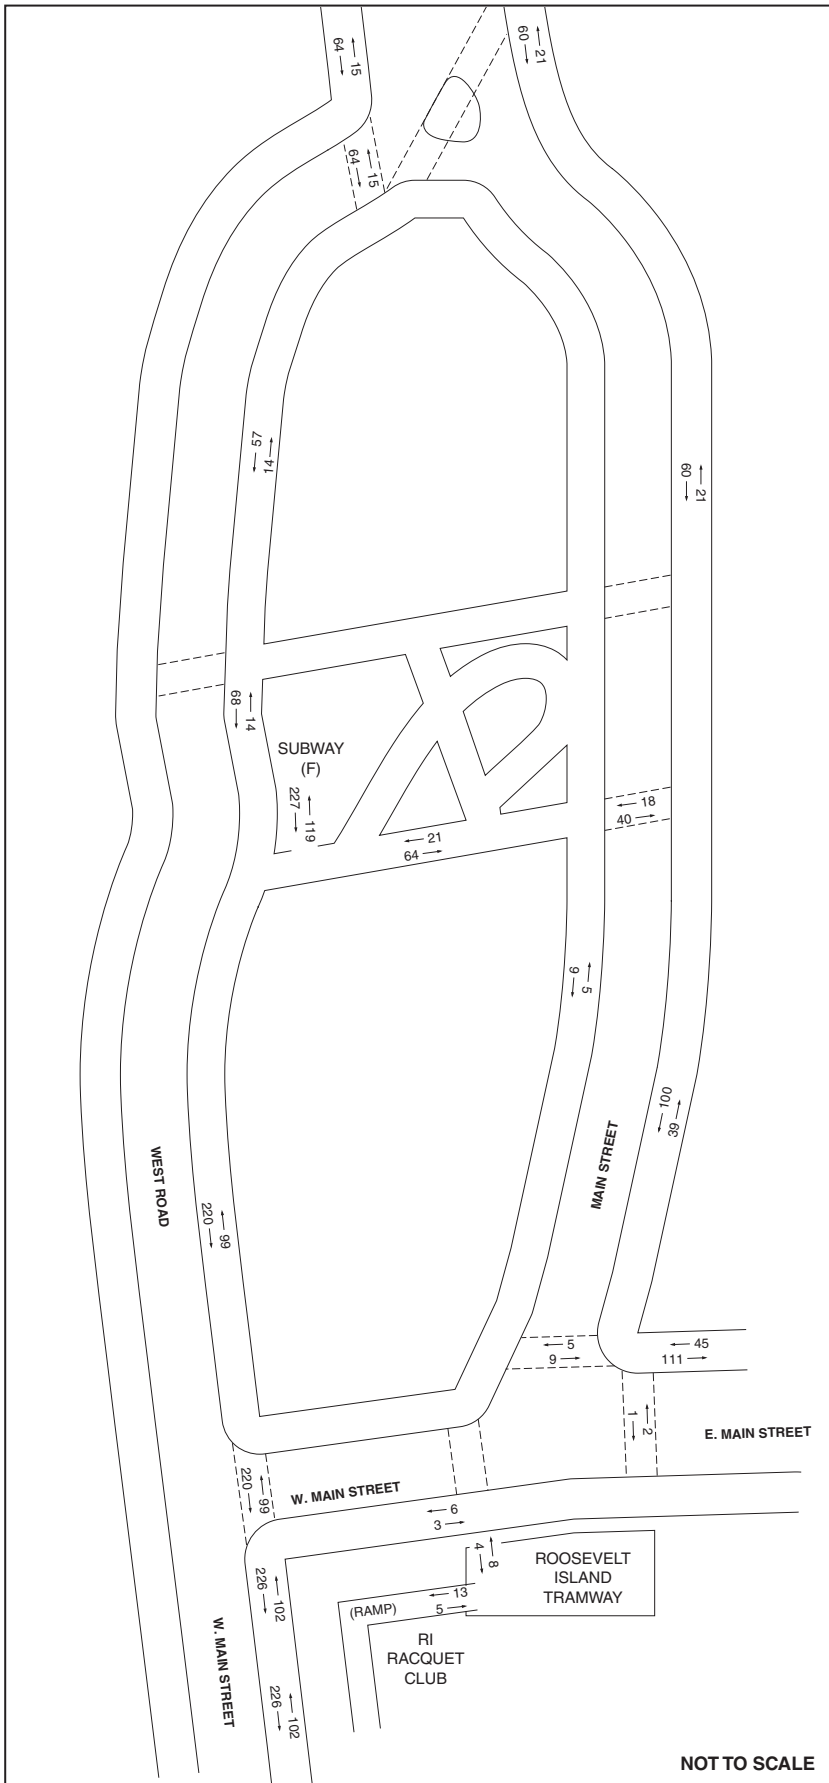 64
15
60
21
64
15
57
14
60
21
68
14
SUBWAY
(F)
227
119
18
40
21
64
9
5
100
39
WEST ROAD
MAIN STREET
220
99
5
9
45
111
1
2
E. MAIN STREET
220
99
W. MAIN STREET
6
3
4
8
ROOSEVELT
ISLAND
TRAMWAY
226
102
(RAMP)
13
5
RI
RACQUET
CLUB
W. MAIN STREET
226
102
NOT TO SCALE